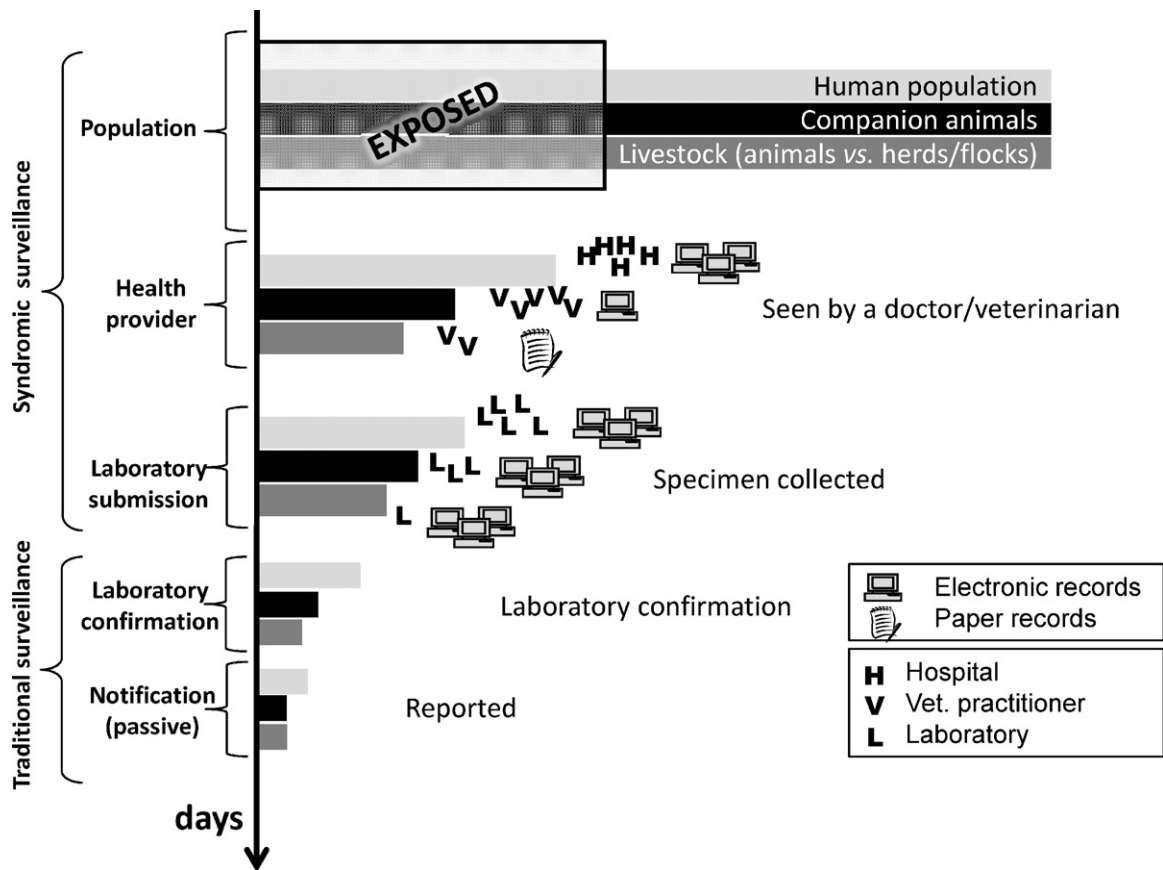 Syndromic surveillance
Traditional surveillance
Population
EXPOSED
Human population
Companion animals
Livestock (animals vs. herds/flocks)
Health
provider
H H H H H
V V V V V
V V
Seen by a doctor/veterinarian
Laboratory
submission
L L L L L L
L L L
L
Specimen collected
Laboratory
confirmation
Laboratory confirmation
Notification
(passive)
Reported
days
Electronic records
Paper records
H Hospital
V Vet. practitioner
L Laboratory